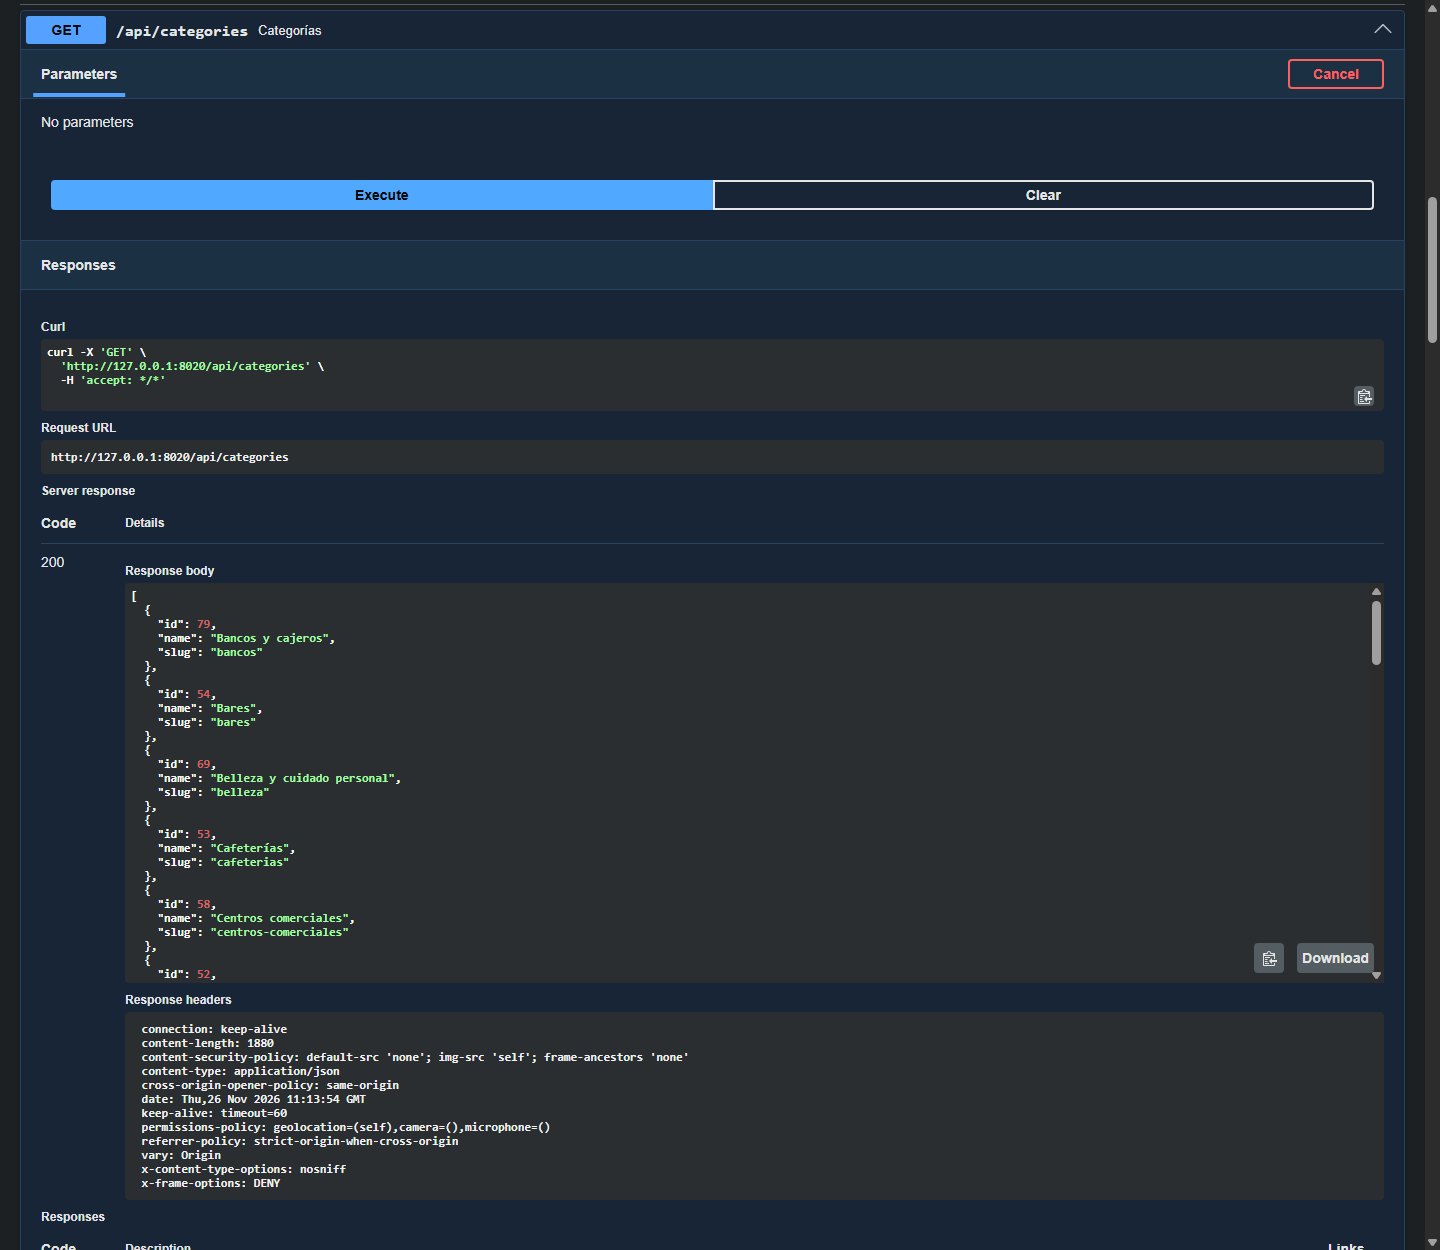 GET /api/categories Categorías
Parameters
Cancel
No parameters
Execute
Clear
Responses
Curl
curl -X 'GET' \
  'http://127.0.0.1:8020/api/categories' \
  -H 'accept: */*'
Request URL
http://127.0.0.1:8020/api/categories
Server response
Code Details
200
Response body
[
  {
    "id": 79,
    "name": "Bancos y cajeros",
    "slug": "bancos"
  },
  {
    "id": 54,
    "name": "Bares",
    "slug": "bares"
  },
  {
    "id": 69,
    "name": "Belleza y cuidado personal",
    "slug": "belleza"
  },
  {
    "id": 53,
    "name": "Cafeterías",
    "slug": "cafeterias"
  },
  {
    "id": 58,
    "name": "Centros comerciales",
    "slug": "centros-comerciales"
  },
  {
    "id": 52,
Download
Response headers
connection: keep-alive
content-length: 1880
content-security-policy: default-src 'none'; img-src 'self'; frame-ancestors 'none'
content-type: application/json
cross-origin-opener-policy: same-origin
date: Thu,26 Nov 2026 11:13:54 GMT
keep-alive: timeout=60
permissions-policy: geolocation=(self),camera=(),microphone=()
referrer-policy: strict-origin-when-cross-origin
vary: Origin
x-content-type-options: nosniff
x-frame-options: DENY
Responses
Code Description Links